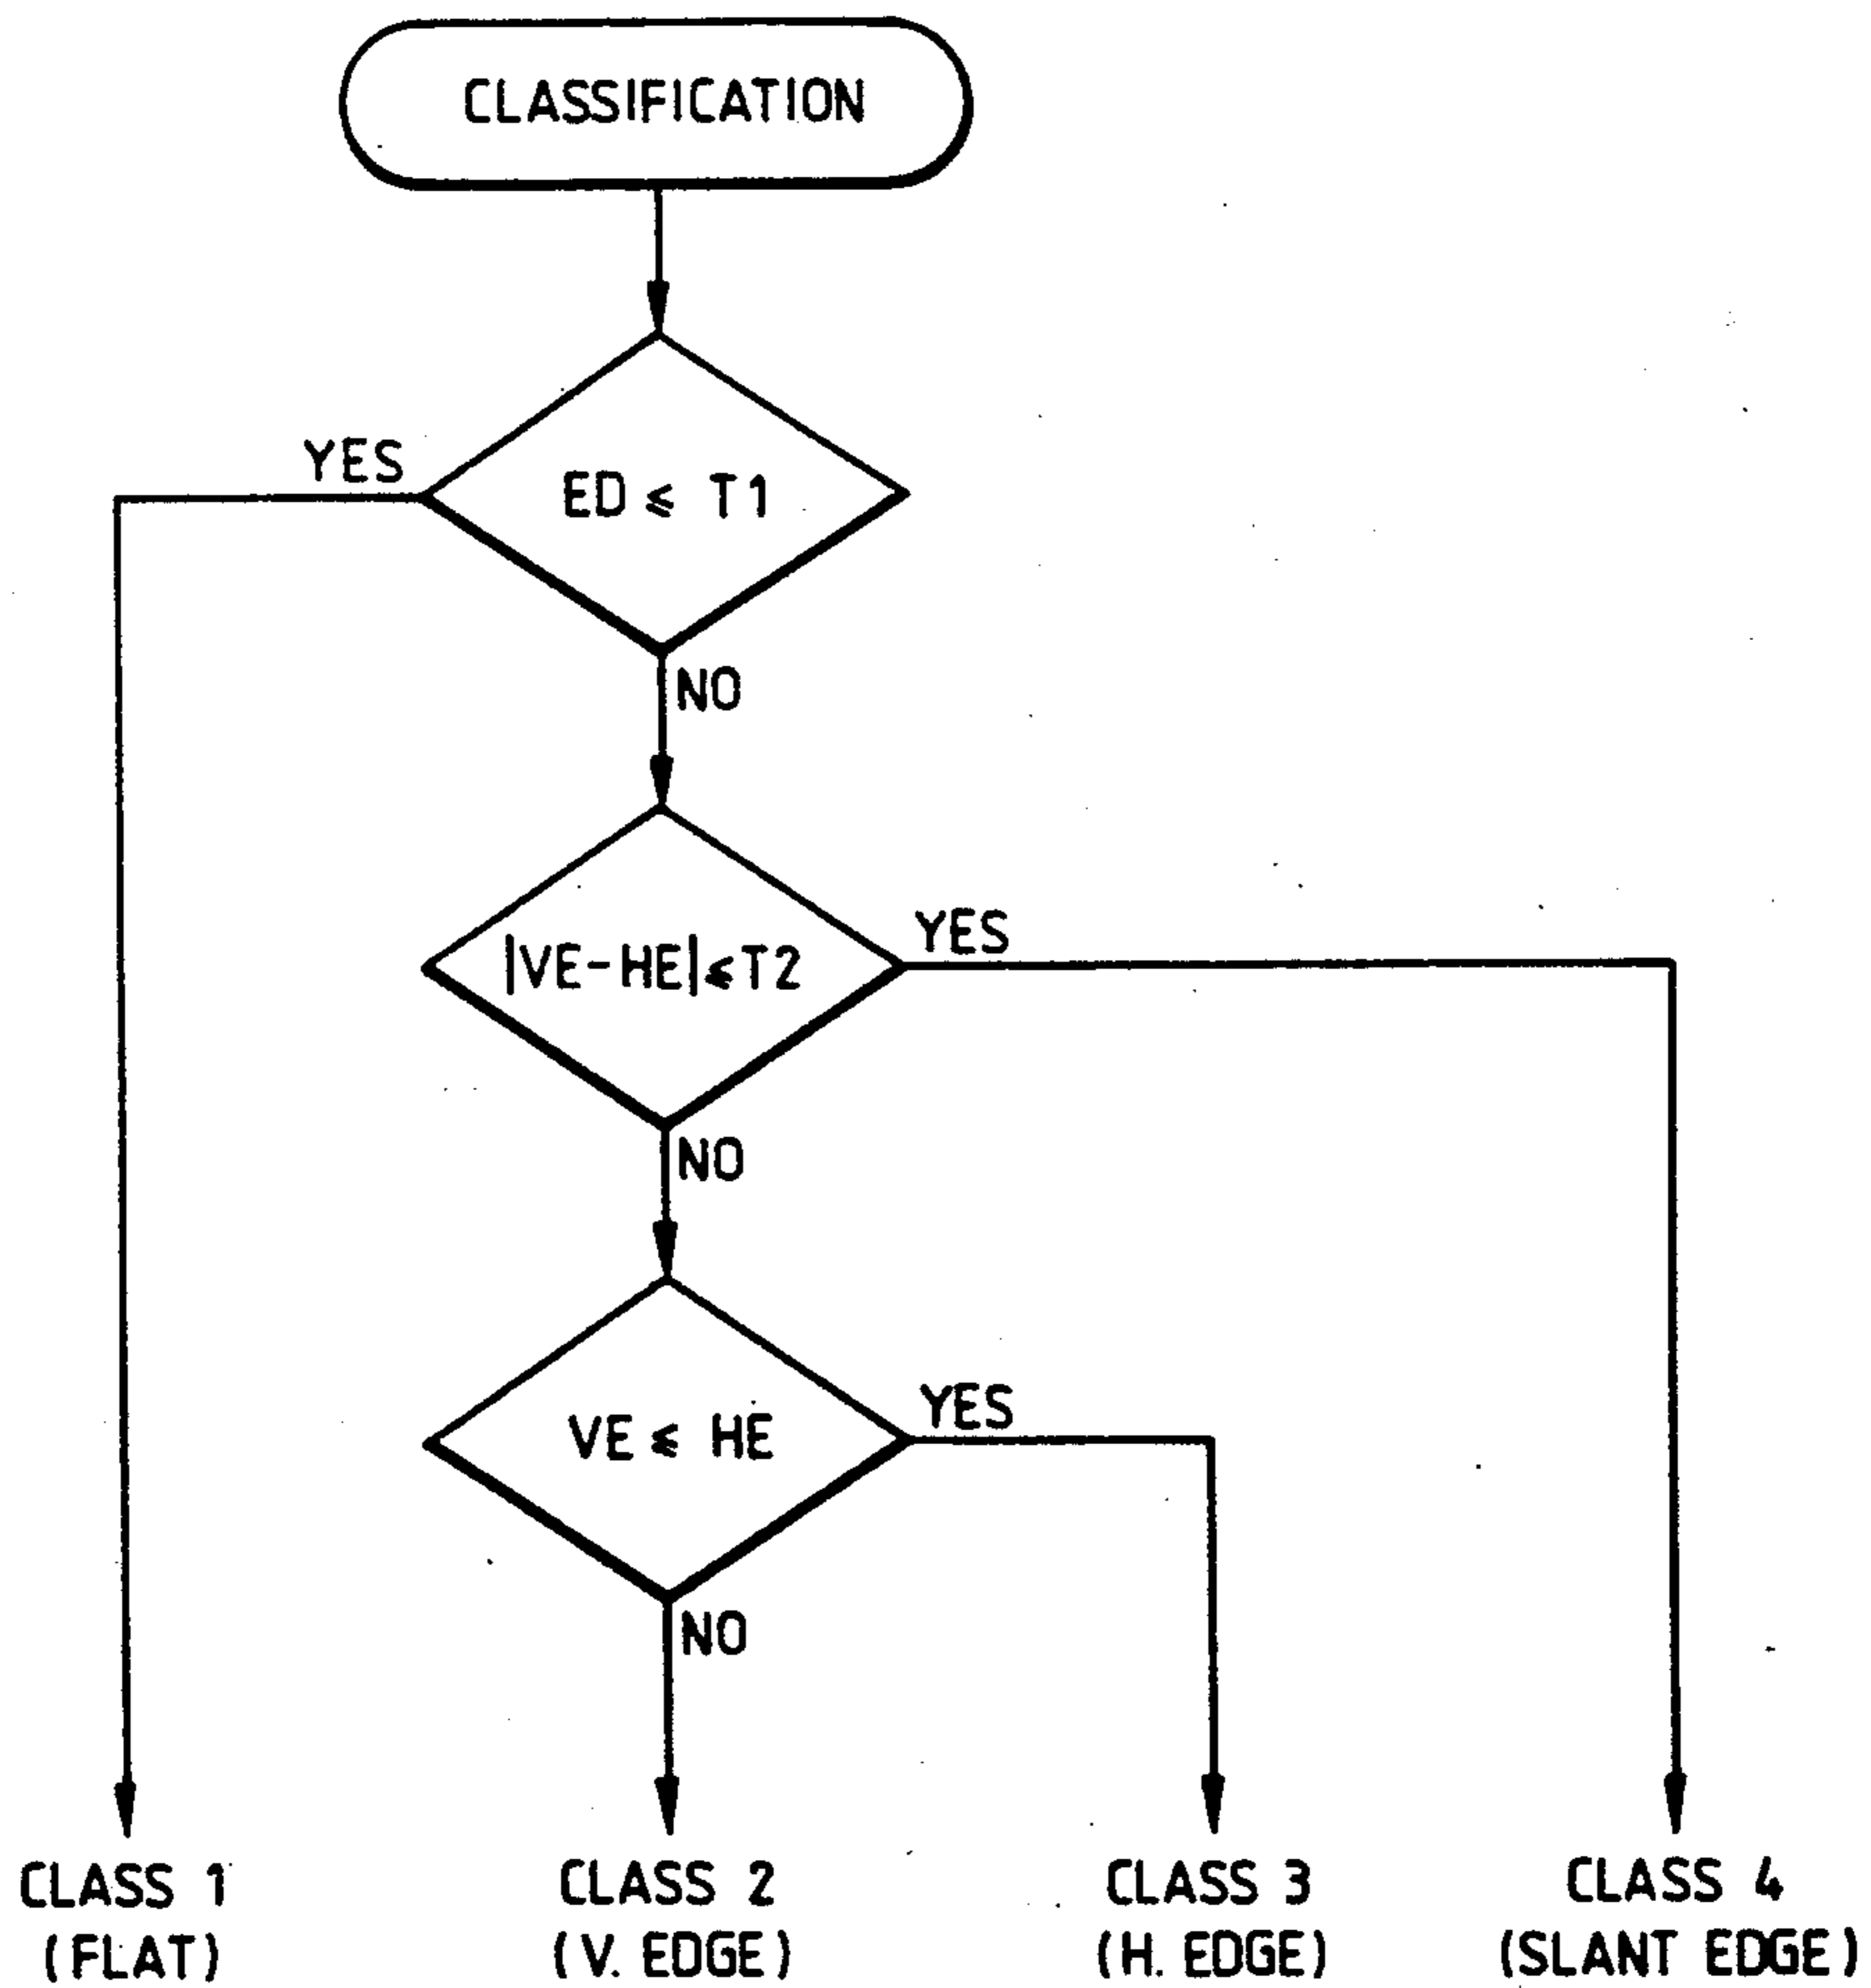 CLASSIFICATION
YES
ED ≤ T1
NO
YES
|VE-HE|≤T2
NO
YES
VE ≤ HE
NO
CLASS 1
(FLAT)
CLASS 2
(V. EDGE)
CLASS 3
(H. EDGE)
CLASS 4
(SLANT EDGE)